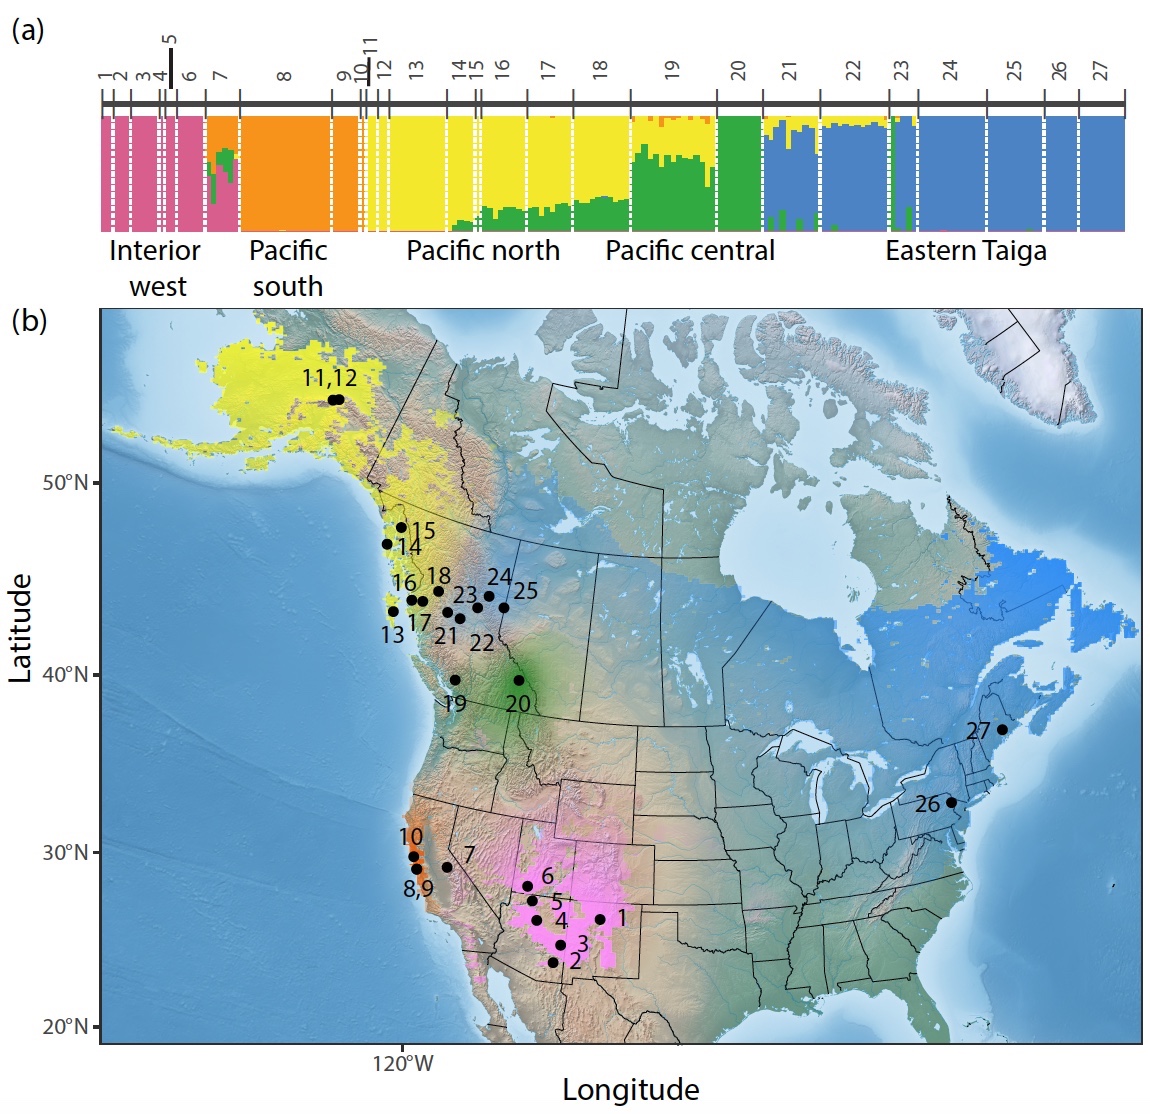 (a)
1 2 3 4 5 6 7 8 9 10 11 12 13 14 15 16 17 18 19 20 21 22 23 24 25 26 27
Interior Pacific Pacific north Pacific central Eastern Taiga
west south
(b)
11,12
50°N
15
14
18
24
16
23
25
13
17
21
22
40°N
19
20
27
26
10
30°N
7
8,9
6
5
4
1
3
2
20°N
120°W
Latitude
Longitude